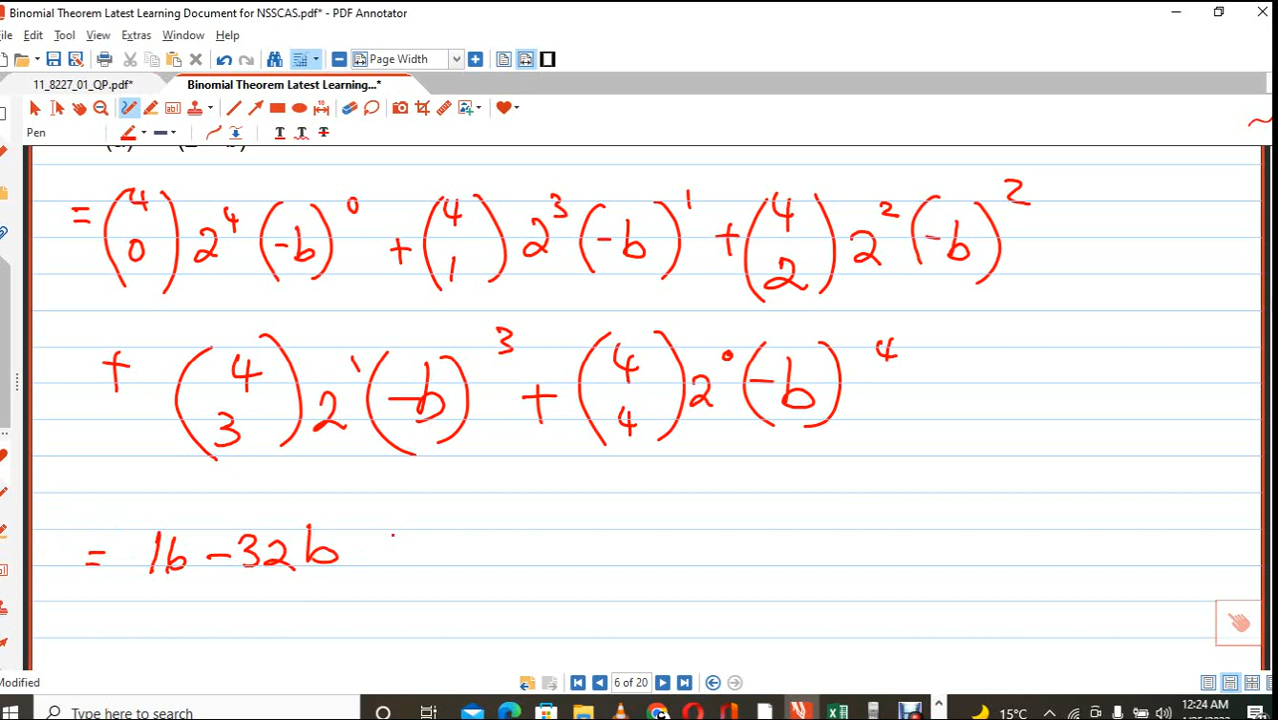 Binomial Theorem Latest Learning Document for NSSCAS.pdf* - PDF Annotator
ile Edit Tool View Extras Window Help
Page Width
11_8227_01_QP.pdf* Binomial Theorem Latest Learning...*
Pen
= (4 0) 2^4 (-b)^0 + (4 1) 2^3 (-b)^1 + (4 2) 2^2 (-b)^2
+ (4 3) 2^1 (-b)^3 + (4 4) 2^0 (-b)^4
= 16 - 32b
Modified 6 of 20
Type here to search 15°C 12:24 AM